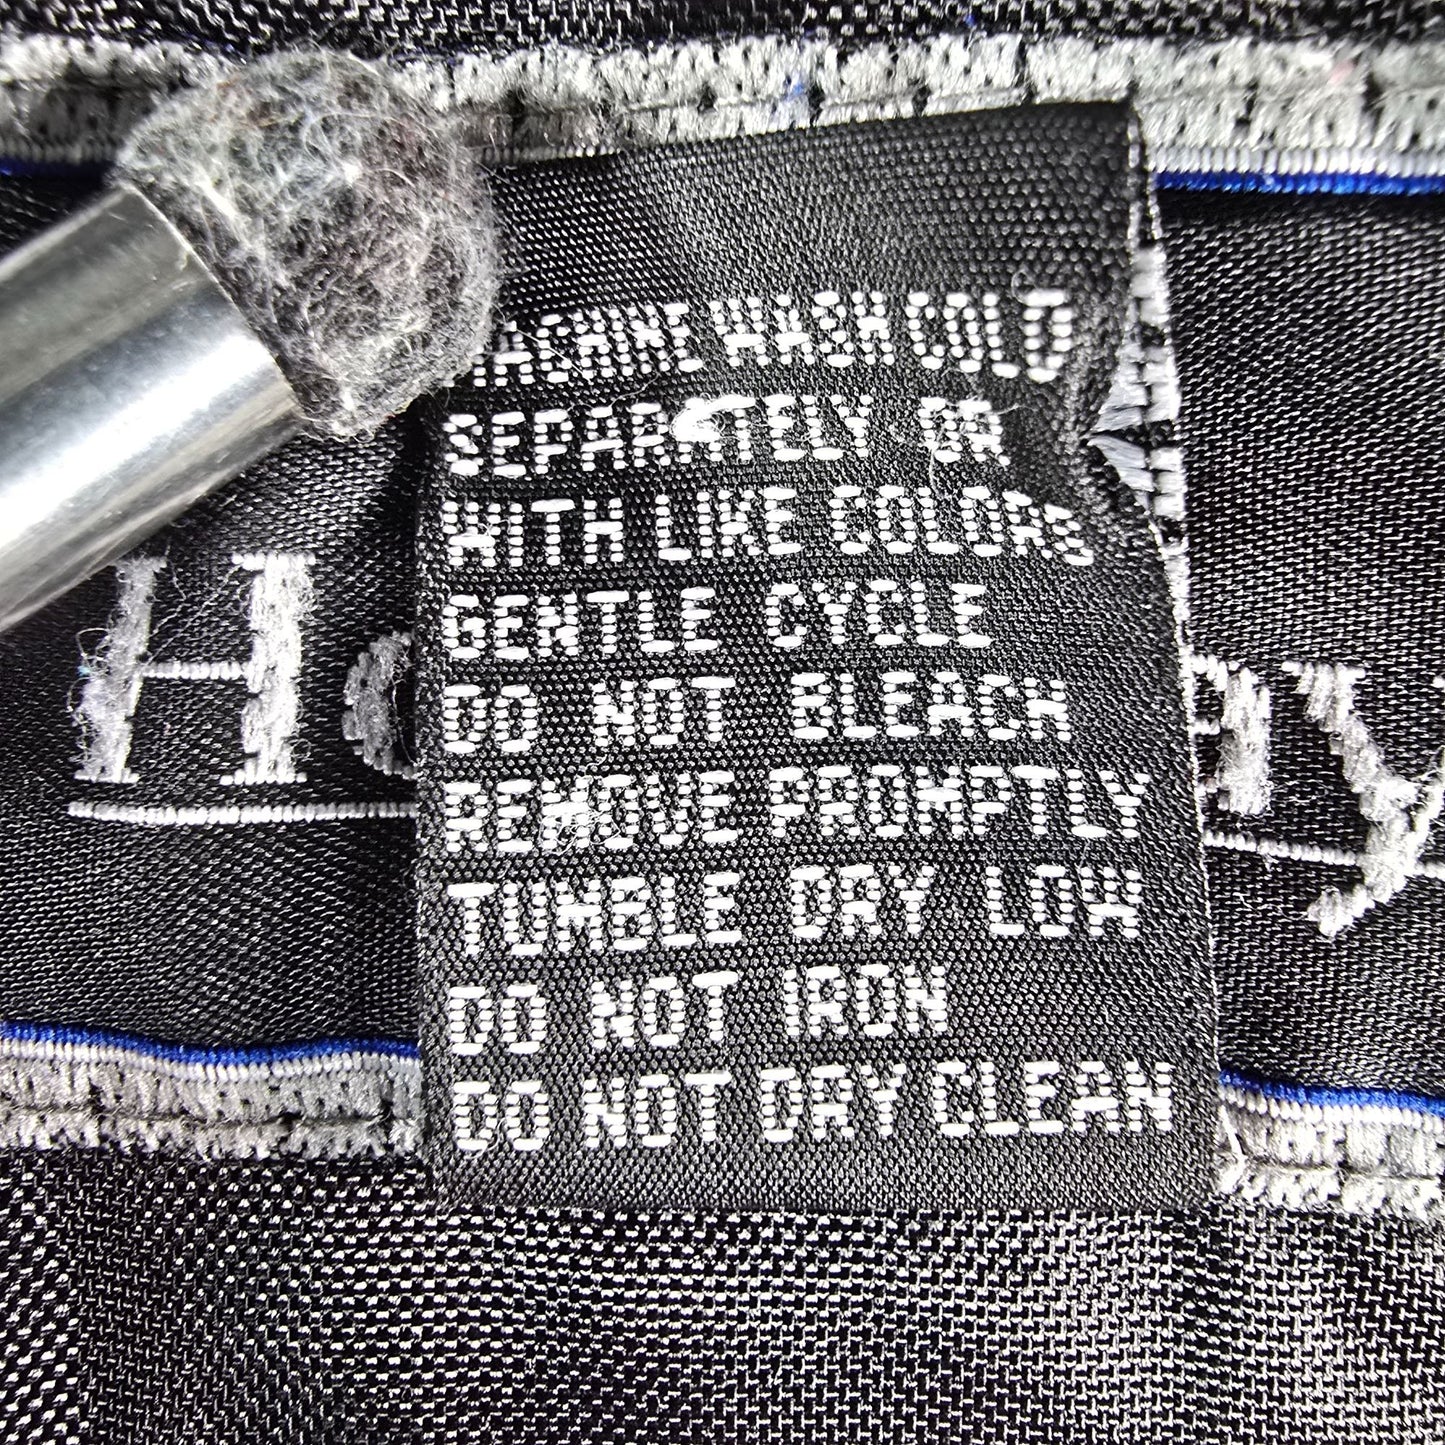 MACHINE WASH COLD
SEPARATELY OR
WITH LIKE COLORS
GENTLE CYCLE
DO NOT BLEACH
REMOVE PROMPTLY
TUMBLE DRY LOW
DO NOT IRON
DO NOT DRY CLEAN